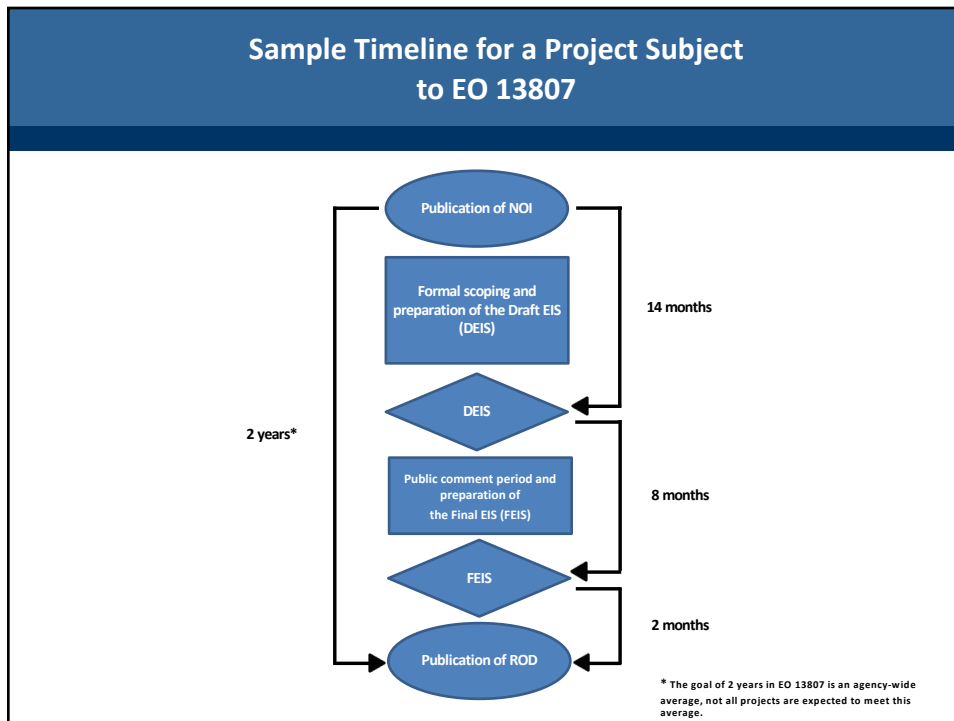 Sample Timeline for a Project Subject
to EO 13807
Publication of NOI
Formal scoping and
preparation of the Draft EIS
(DEIS)
14 months
DEIS
2 years*
Public comment period and
preparation of
the Final EIS (FEIS)
8 months
FEIS
2 months
Publication of ROD
* The goal of 2 years in EO 13807 is an agency-wide
average, not all projects are expected to meet this
average.